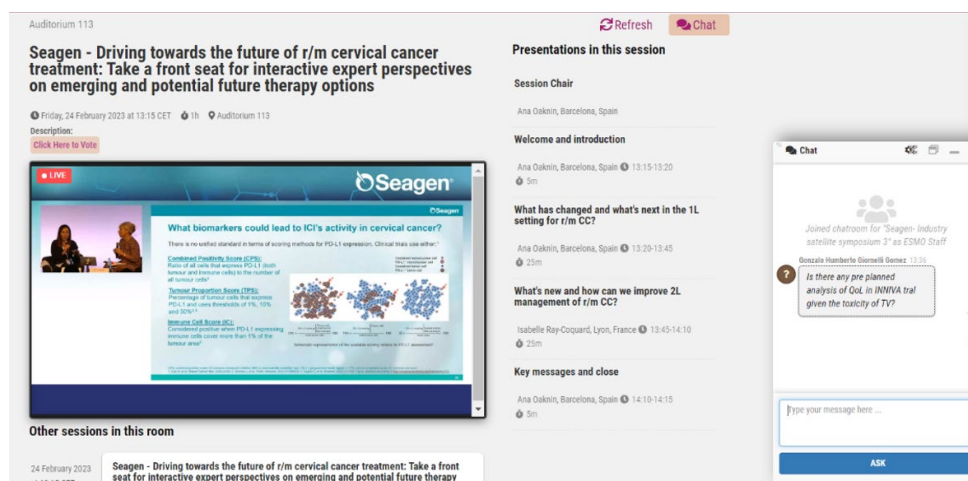 Auditorium 113
Refresh
Chat
Seagen - Driving towards the future of r/m cervical cancer
treatment: Take a front seat for interactive expert perspectives
on emerging and potential future therapy options
Friday, 24 February 2023 at 13:15 CET 1h Auditorium 113
Description:
Click Here to Vote
LIVE
Seagen
Seagen
What biomarkers could lead to ICI's activity in cervical cancer?
There is no unified standard in terms of scoring methods for PD-L1 expression. Clinical trials use either:
Combined Positivity Score (CPS):
Ratio of all cells that express PD-L1 (both
tumour and immune cells) to the number of
all tumour cells
Tumour Proportion Score (TPS):
Percentage of tumour cells that express
PD-L1 and uses thresholds of 1%, 10%
and 50%
Immune Cell Score (IC):
Considered positive when PD-L1 expressing
immune cells cover more than 1% of the
tumour area
Other sessions in this room
24 February 2023
Seagen - Driving towards the future of r/m cervical cancer treatment: Take a front
seat for interactive expert perspectives on emerging and potential future therapy
Presentations in this session
Session Chair
Ana Oaknin, Barcelona, Spain
Welcome and introduction
Ana Oaknin, Barcelona, Spain 13:15-13:20
5m
What has changed and what's next in the 1L
setting for r/m CC?
Ana Oaknin, Barcelona, Spain 13:20-13:45
25m
What's new and how can we improve 2L
management of r/m CC?
Isabelle Ray-Coquard, Lyon, France 13:45-14:10
25m
Key messages and close
Ana Oaknin, Barcelona, Spain 14:10-14:15
5m
Chat
Joined chatroom for "Seagen- Industry
satellite symposium 3" as ESMO Staff
Gonzalo Humberto Giornelli Gomez 13:36
?
Is there any pre planned
analysis of QoL in INNIVA tral
given the toxicity of TV?
Type your message here ...
ASK